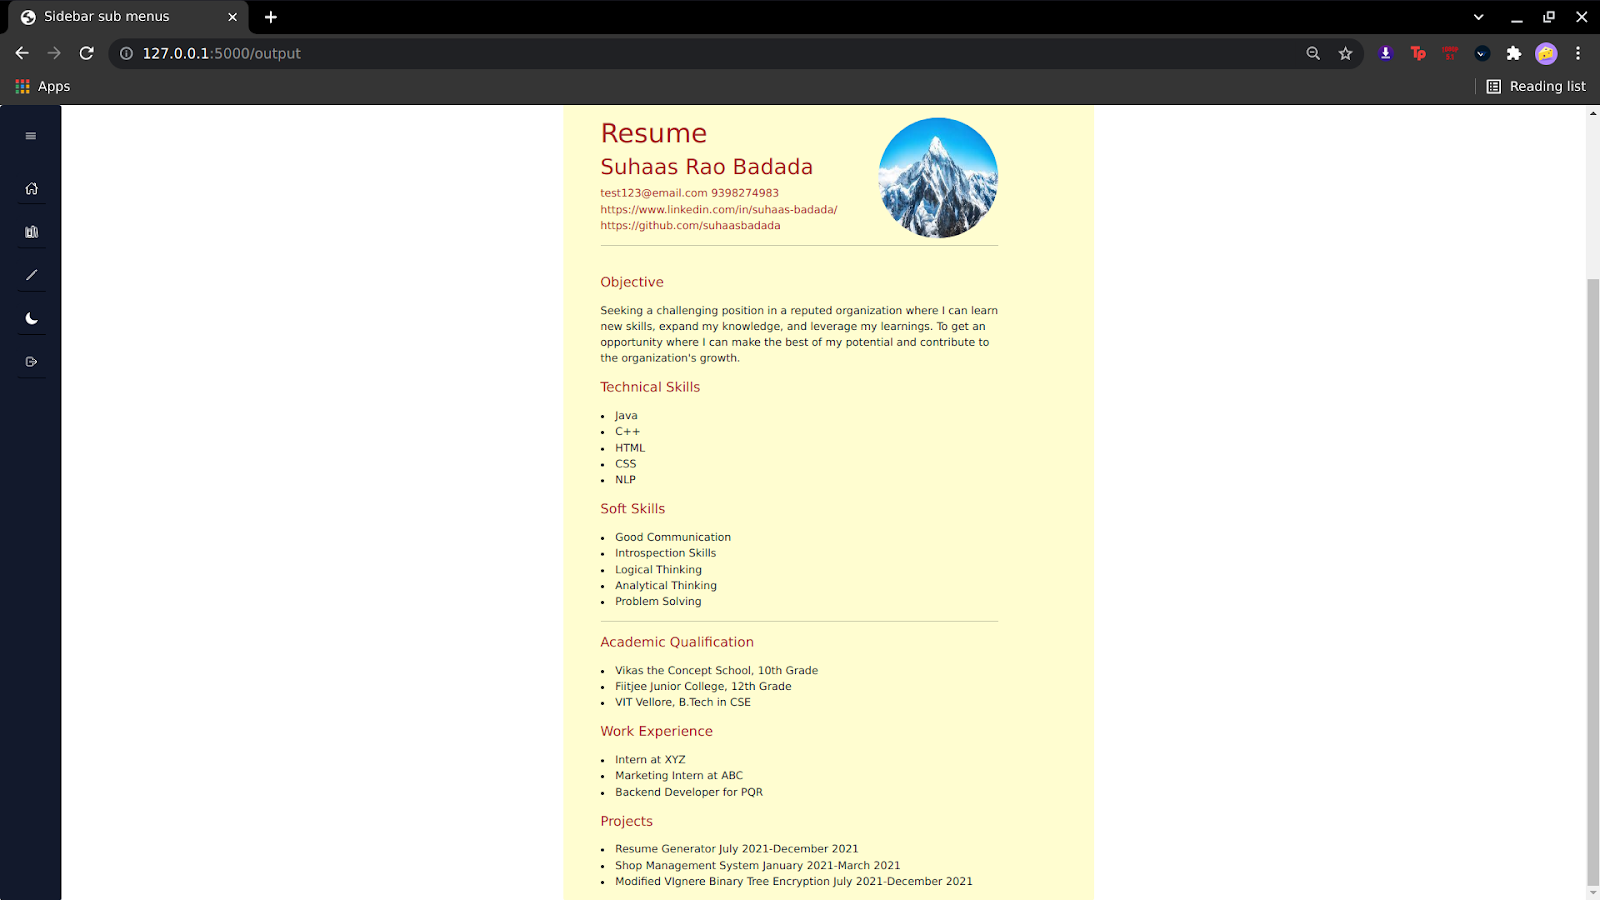 Sidebar sub menus
127.0.0.1:5000/output
Apps
Reading list
Resume
Suhaas Rao Badada
test123@email.com 9398274983
https://www.linkedin.com/in/suhaas-badada/
https://github.com/suhaasbadada
Objective
Seeking a challenging position in a reputed organization where I can learn
new skills, expand my knowledge, and leverage my learnings. To get an
opportunity where I can make the best of my potential and contribute to
the organization's growth.
Technical Skills
• Java
• C++
• HTML
• CSS
• NLP
Soft Skills
• Good Communication
• Introspection Skills
• Logical Thinking
• Analytical Thinking
• Problem Solving
Academic Qualification
• Vikas the Concept School, 10th Grade
• Fiitjee Junior College, 12th Grade
• VIT Vellore, B.Tech in CSE
Work Experience
• Intern at XYZ
• Marketing Intern at ABC
• Backend Developer for PQR
Projects
• Resume Generator July 2021-December 2021
• Shop Management System January 2021-March 2021
• Modified VIgnere Binary Tree Encryption July 2021-December 2021